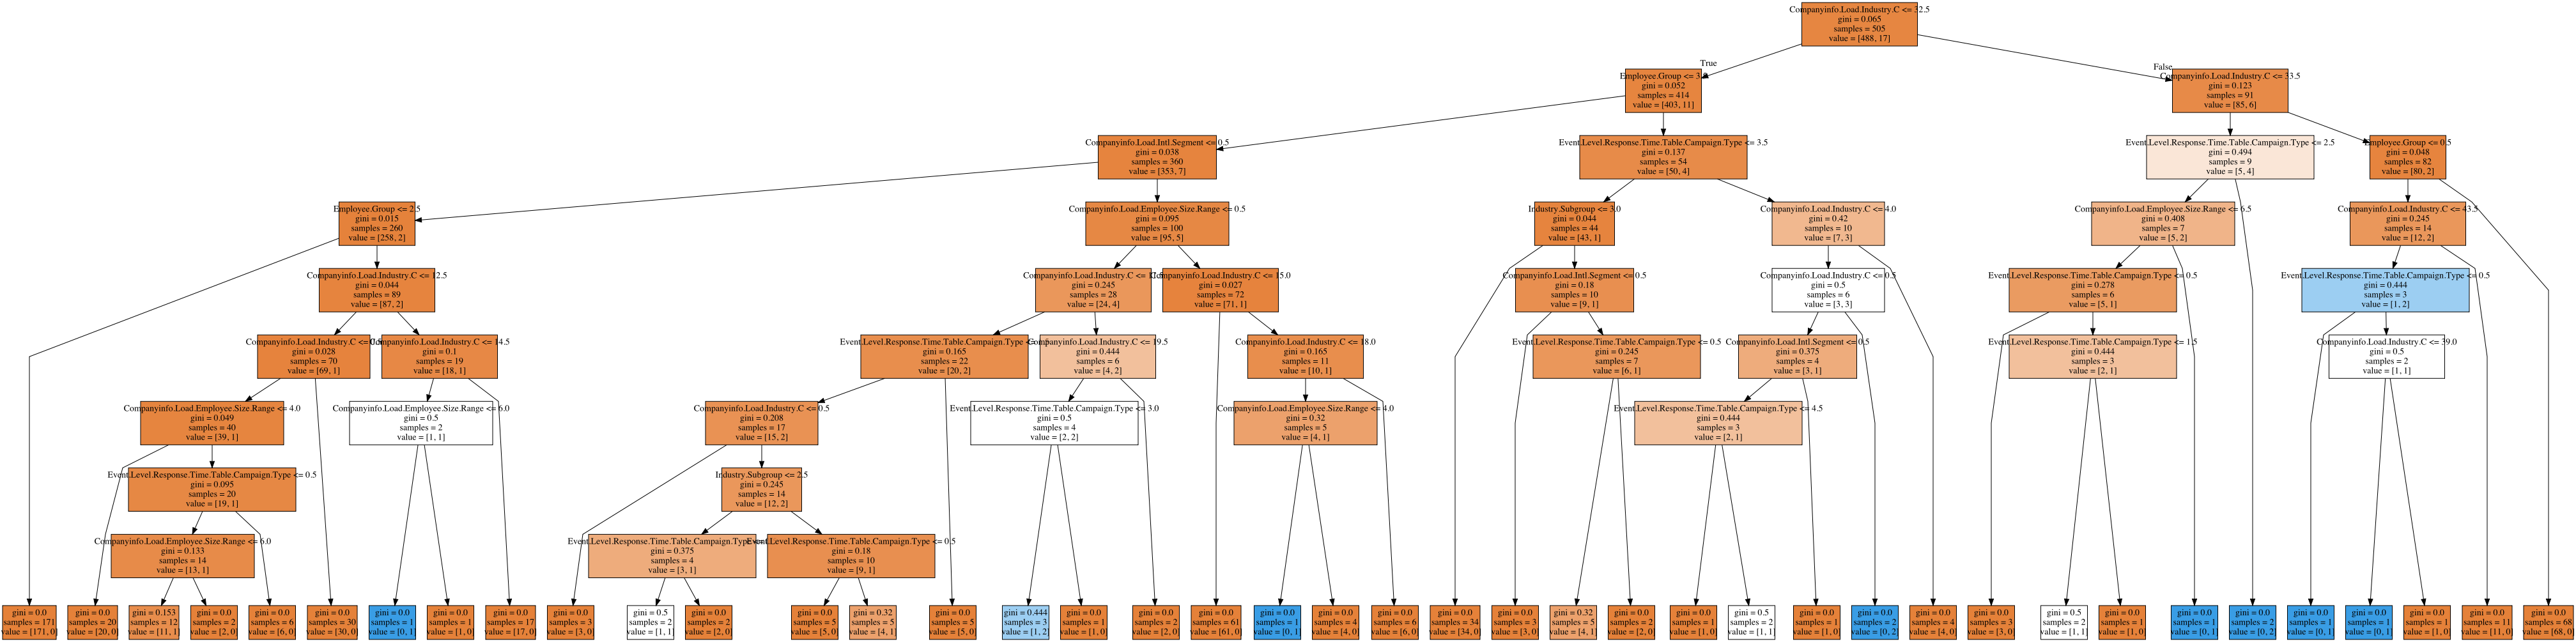 Companyinfo.Load.Industry.C <= 32.5
gini = 0.065
samples = 505
value = [488, 17]
True
False
Employee.Group <= 3.5
gini = 0.052
samples = 414
value = [403, 11]
Companyinfo.Load.Industry.C <= 33.5
gini = 0.123
samples = 91
value = [85, 6]
Companyinfo.Load.Intl.Segment <= 0.5
gini = 0.038
samples = 360
value = [353, 7]
Event.Level.Response.Time.Table.Campaign.Type <= 3.5
gini = 0.137
samples = 54
value = [50, 4]
Event.Level.Response.Time.Table.Campaign.Type <= 2.5
gini = 0.494
samples = 9
value = [5, 4]
Employee.Group <= 0.5
gini = 0.048
samples = 82
value = [80, 2]
Employee.Group <= 2.5
gini = 0.015
samples = 260
value = [258, 2]
Companyinfo.Load.Employee.Size.Range <= 0.5
gini = 0.095
samples = 100
value = [95, 5]
Industry.Subgroup <= 3.0
gini = 0.044
samples = 44
value = [43, 1]
Companyinfo.Load.Industry.C <= 4.0
gini = 0.42
samples = 10
value = [7, 3]
Companyinfo.Load.Employee.Size.Range <= 6.5
gini = 0.408
samples = 7
value = [5, 2]
Companyinfo.Load.Industry.C <= 43.5
gini = 0.245
samples = 14
value = [12, 2]
Companyinfo.Load.Industry.C <= 12.5
gini = 0.044
samples = 89
value = [87, 2]
Companyinfo.Load.Industry.C <=
gini = 0.245
samples = 28
value = [24, 4]
Companyinfo.Load.Industry.C <= 15.0
gini = 0.027
samples = 72
value = [71, 1]
Companyinfo.Load.Intl.Segment <= 0.5
gini = 0.18
samples = 10
value = [9, 1]
Companyinfo.Load.Industry.C <= 0.5
gini = 0.5
samples = 6
value = [3, 3]
Event.Level.Response.Time.Table.Campaign.Type <= 0.5
gini = 0.278
samples = 6
value = [5, 1]
Event.Level.Response.Time.Table.Campaign.Type <= 0.5
gini = 0.444
samples = 3
value = [1, 2]
Companyinfo.Load.Industry.C <=
gini = 0.028
samples = 70
value = [69, 1]
Companyinfo.Load.Industry.C <= 14.5
gini = 0.1
samples = 19
value = [18, 1]
Event.Level.Response.Time.Table.Campaign.Type <=
gini = 0.165
samples = 22
value = [20, 2]
Companyinfo.Load.Industry.C <= 19.5
gini = 0.444
samples = 6
value = [4, 2]
Companyinfo.Load.Industry.C <= 18.0
gini = 0.165
samples = 11
value = [10, 1]
Event.Level.Response.Time.Table.Campaign.Type <= 0.5
gini = 0.245
samples = 7
value = [6, 1]
Companyinfo.Load.Intl.Segment <= 0.5
gini = 0.375
samples = 4
value = [3, 1]
Event.Level.Response.Time.Table.Campaign.Type <= 1.5
gini = 0.444
samples = 3
value = [2, 1]
Companyinfo.Load.Industry.C <= 39.0
gini = 0.5
samples = 2
value = [1, 1]
Companyinfo.Load.Employee.Size.Range <= 4.0
gini = 0.049
samples = 40
value = [39, 1]
Companyinfo.Load.Employee.Size.Range <= 6.0
gini = 0.5
samples = 2
value = [1, 1]
Companyinfo.Load.Industry.C <= 0.5
gini = 0.208
samples = 17
value = [15, 2]
Event.Level.Response.Time.Table.Campaign.Type <= 3.0
gini = 0.5
samples = 4
value = [2, 2]
Companyinfo.Load.Employee.Size.Range <= 4.0
gini = 0.32
samples = 5
value = [4, 1]
Event.Level.Response.Time.Table.Campaign.Type <= 4.5
gini = 0.444
samples = 3
value = [2, 1]
Event.Level.Response.Time.Table.Campaign.Type <= 0.5
gini = 0.095
samples = 20
value = [19, 1]
Industry.Subgroup <= 2.5
gini = 0.245
samples = 14
value = [12, 2]
Companyinfo.Load.Employee.Size.Range <= 6.0
gini = 0.133
samples = 14
value = [13, 1]
Event.Level.Response.Time.Table.Campaign.Type
gini = 0.375
samples = 4
value = [3, 1]
Event.Level.Response.Time.Table.Campaign.Type <= 0.5
gini = 0.18
samples = 10
value = [9, 1]
gini = 0.0
samples = 171
value = [171, 0]
gini = 0.0
samples = 20
value = [20, 0]
gini = 0.153
samples = 12
value = [11, 1]
gini = 0.0
samples = 2
value = [2, 0]
gini = 0.0
samples = 6
value = [6, 0]
gini = 0.0
samples = 30
value = [30, 0]
gini = 0.0
samples = 1
value = [0, 1]
gini = 0.0
samples = 1
value = [1, 0]
gini = 0.0
samples = 17
value = [17, 0]
gini = 0.0
samples = 3
value = [3, 0]
gini = 0.5
samples = 2
value = [1, 1]
gini = 0.0
samples = 2
value = [2, 0]
gini = 0.0
samples = 5
value = [5, 0]
gini = 0.32
samples = 5
value = [4, 1]
gini = 0.0
samples = 5
value = [5, 0]
gini = 0.444
samples = 3
value = [1, 2]
gini = 0.0
samples = 1
value = [1, 0]
gini = 0.0
samples = 2
value = [2, 0]
gini = 0.0
samples = 61
value = [61, 0]
gini = 0.0
samples = 1
value = [0, 1]
gini = 0.0
samples = 4
value = [4, 0]
gini = 0.0
samples = 6
value = [6, 0]
gini = 0.0
samples = 34
value = [34, 0]
gini = 0.0
samples = 3
value = [3, 0]
gini = 0.32
samples = 5
value = [4, 1]
gini = 0.0
samples = 2
value = [2, 0]
gini = 0.0
samples = 1
value = [1, 0]
gini = 0.5
samples = 2
value = [1, 1]
gini = 0.0
samples = 1
value = [1, 0]
gini = 0.0
samples = 2
value = [0, 2]
gini = 0.0
samples = 4
value = [4, 0]
gini = 0.0
samples = 3
value = [3, 0]
gini = 0.5
samples = 2
value = [1, 1]
gini = 0.0
samples = 1
value = [1, 0]
gini = 0.0
samples = 1
value = [0, 1]
gini = 0.0
samples = 2
value = [0, 2]
gini = 0.0
samples = 1
value = [0, 1]
gini = 0.0
samples = 1
value = [0, 1]
gini = 0.0
samples = 1
value = [1, 0]
gini = 0.0
samples = 11
value = [11, 0]
gini = 0.0
samples = 68
value = [68, 0]